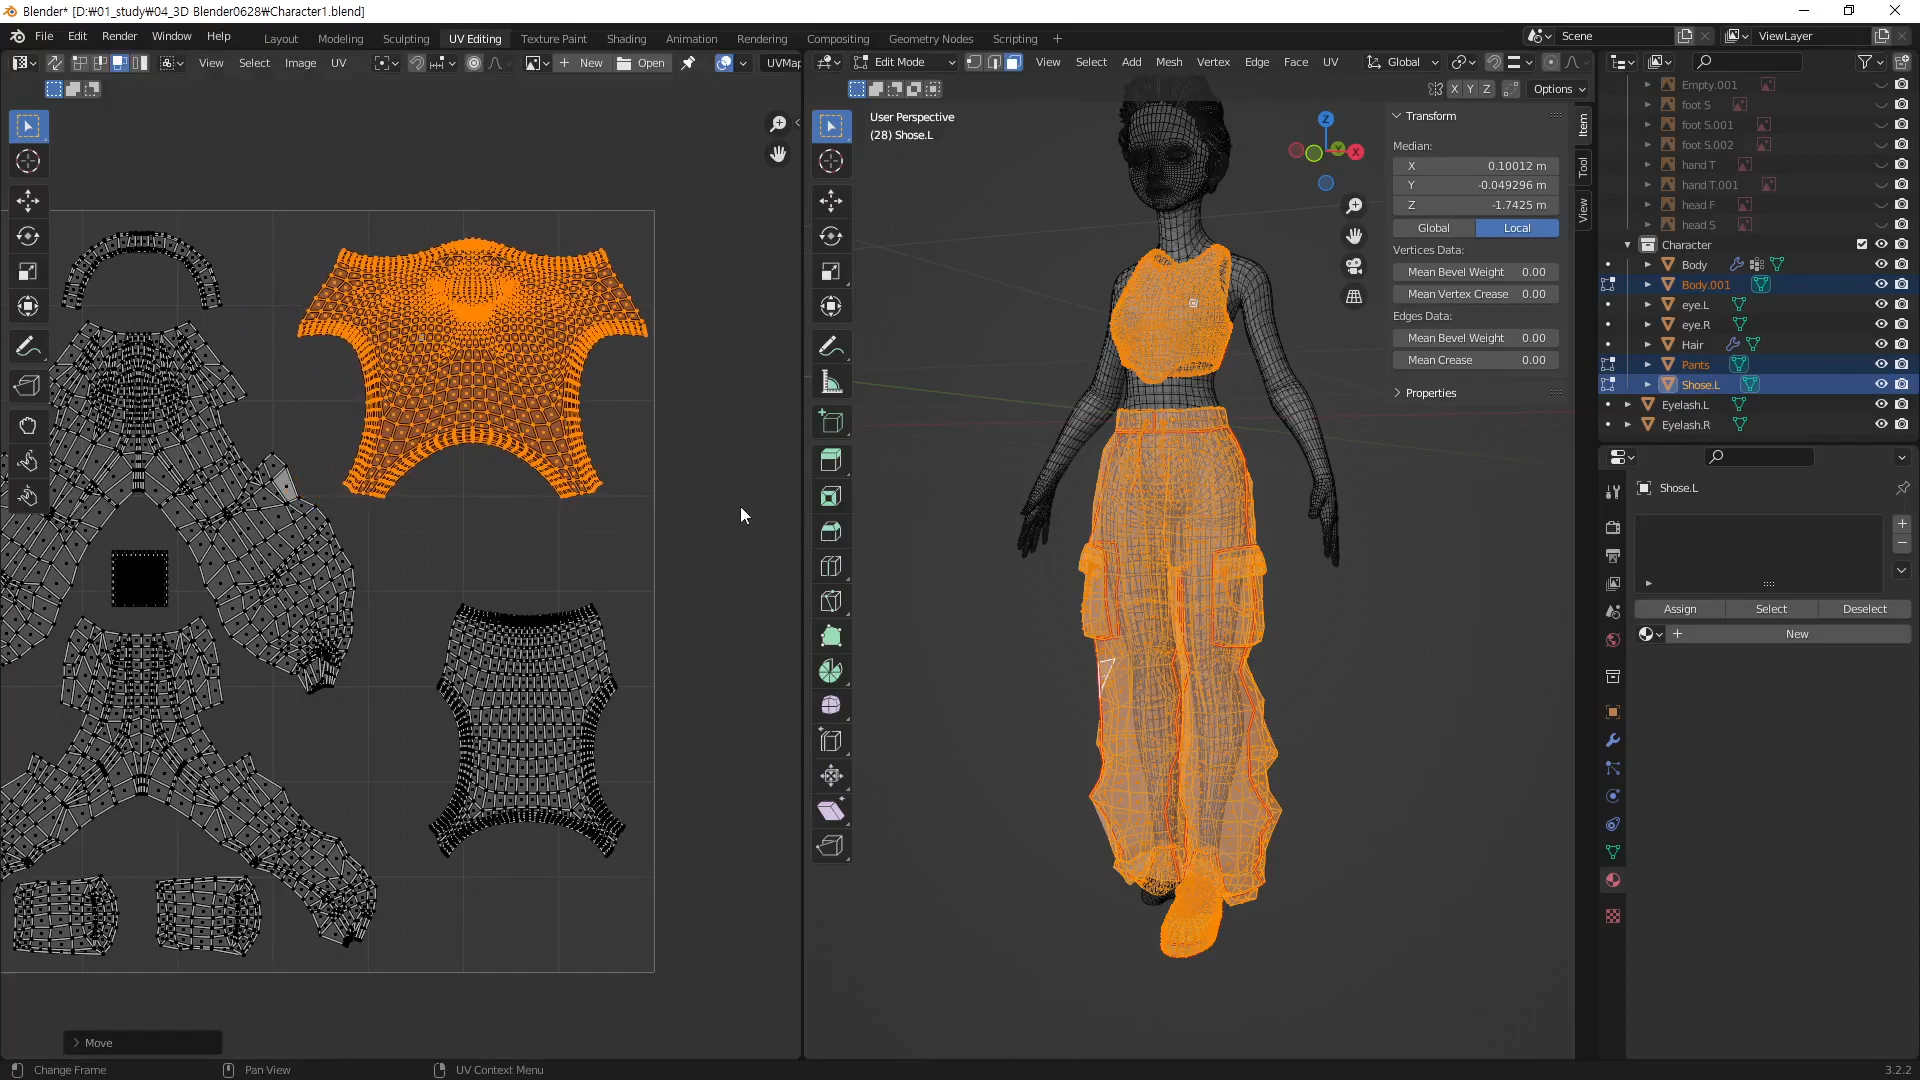 Blender* [D:₩01_study₩04_3D Blender0628₩Character1.blend]
File Edit Render Window Help
Layout Modeling Sculpting UV Editing Texture Paint Shading Animation Rendering Compositing Geometry Nodes Scripting +
Scene
ViewLayer
View Select Image UV
New Open UVMap
Edit Mode View Select Add Mesh Vertex Edge Face UV Global
X Y Z Options
User Perspective
(28) Shose.L
Z
Y
X
Transform
Median:
X 0.10012 m
Y -0.049296 m
Z -1.7425 m
Global Local
Vertices Data:
Mean Bevel Weight 0.00
Mean Vertex Crease 0.00
Edges Data:
Mean Bevel Weight 0.00
Mean Crease 0.00
Properties
Item
Tool
View
Empty.001
foot S
foot S.001
foot S.002
hand T
hand T.001
head F
head S
Character
Body
Body.001
eye.L
eye.R
Hair
Pants
Shose.L
Eyelash.L
Eyelash.R
Shose.L
Assign Select Deselect
New
Move
Change Frame Pan View UV Context Menu 3.2.2